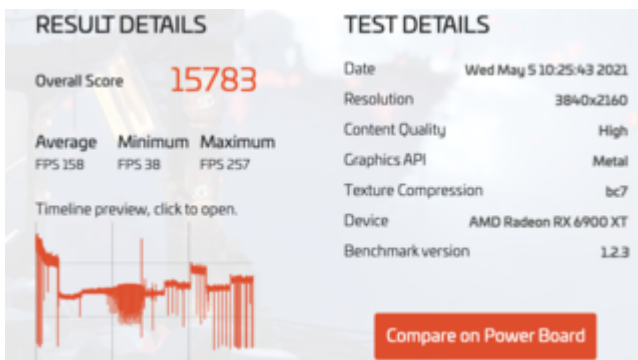 RESULT DETAILS
Overall Score 15783
Average Minimum Maximum
FPS 158 FPS 38 FPS 257
Timeline preview, click to open.
TEST DETAILS
Date Wed May 5 10:25:43 2021
Resolution 3840x2160
Content Quality High
Graphics API Metal
Texture Compression bc7
Device AMD Radeon RX 6900 XT
Benchmark version 1.2.3
Compare on Power Board